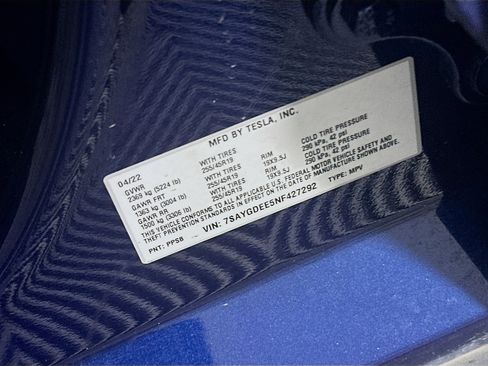 MFD BY TESLA, INC.
04/22
GVWR
2369 kg (5224 lb) WITH TIRES RIM COLD TIRE PRESSURE
GAWR FRT 255/45R19 19X9.5J 290 kPa, 42 psi
1363 kg (3004 lb) WITH TIRES RIM COLD TIRE PRESSURE
GAWR RR 255/45R19 19X9.5J 290 kPa, 42 psi
1500 kg (3306 lb)
THIS VEHICLE CONFORMS TO ALL APPLICABLE U.S. FEDERAL MOTOR VEHICLE SAFETY AND
THEFT PREVENTION STANDARDS IN EFFECT ON THE DATE OF MANUFACTURE SHOWN ABOVE.
PNT: PPSB VIN: 7SAYGDEE5NF427292 TYPE: MPV